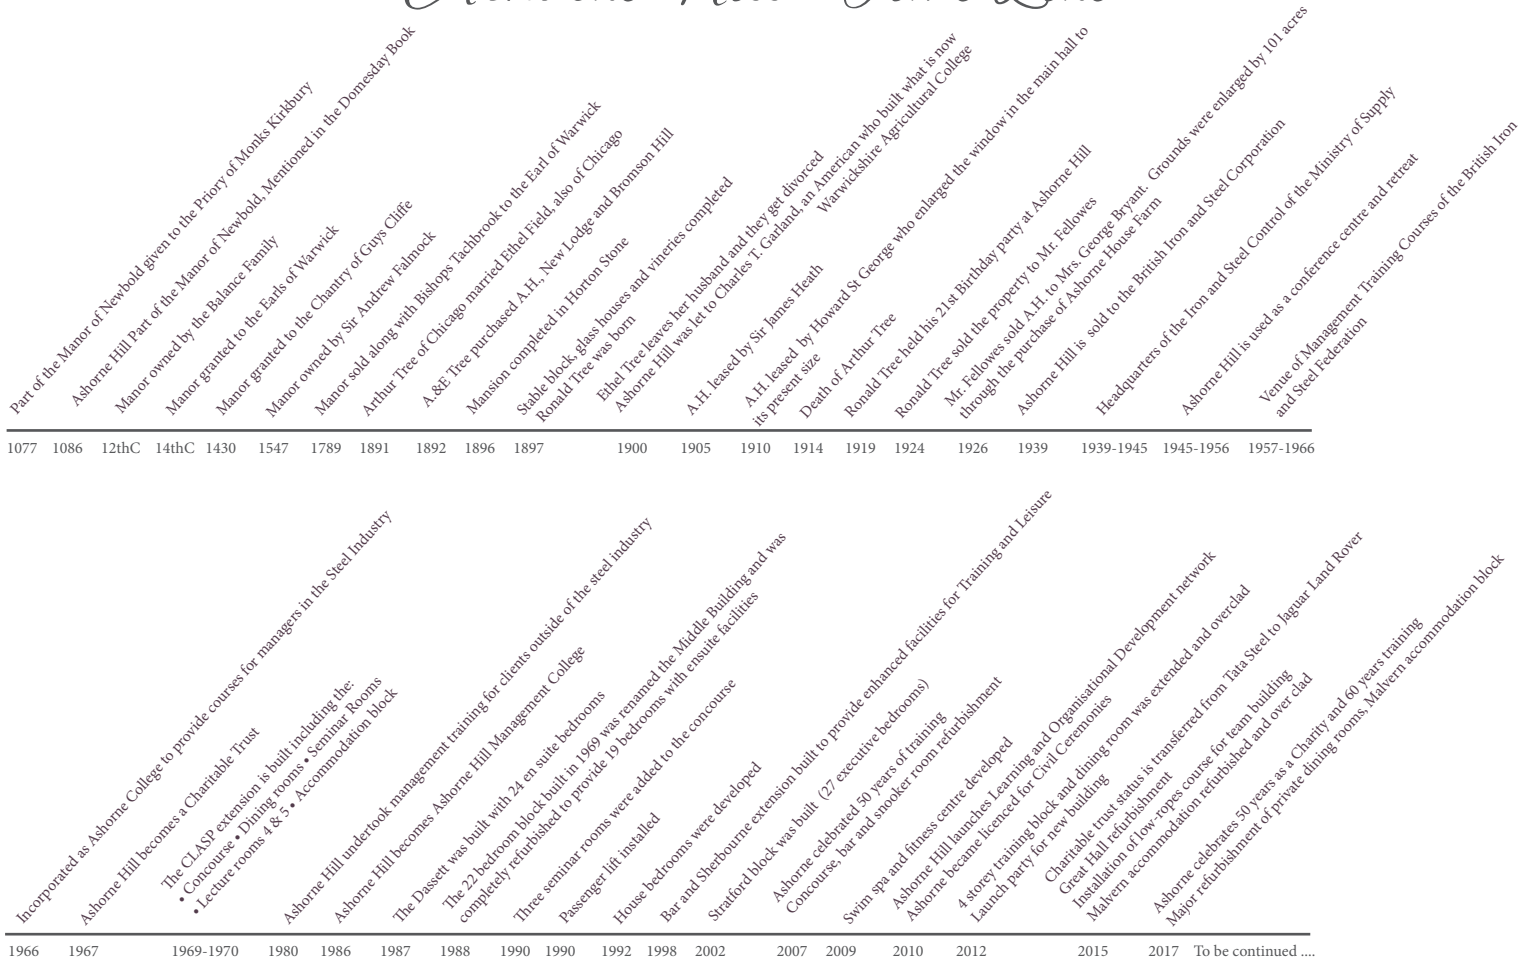 Part of the Manor of Newbold given to the Priory of Monks Kirkbury
Ashorne Hill Part of the Manor of Newbold, Mentioned in the Domesday Book
Manor owned by the Balance Family
Manor granted to the Earls of Warwick
Manor granted to the Chantry of Guys Cliffe
Manor owned by Sir Andrew Falmock
Manor sold along with Bishops Tachbrook to the Earl of Warwick
Arthur Tree of Chicago married Ethel Field, also of Chicago
A.&E Tree purchased A.H., New Lodge and Bromson Hill
Mansion completed in Horton Stone
Stable block, glass houses and vineries completed
Ronald Tree was born
Ethel Tree leaves her husband and they get divorced
Ashorne Hill was let to Charles T. Garland, an American who built what is now
Warwickshire Agricultural College
A.H. leased by Sir James Heath
A.H. leased by Howard St George who enlarged the window in the main hall to
its present size
Death of Arthur Tree
Ronald Tree held his 21st Birthday party at Ashorne Hill
Ronald Tree sold the property to Mr. Fellowes
Mr. Fellowes sold A.H. to Mrs. George Bryant. Grounds were enlarged by 101 acres
through the purchase of Ashorne House Farm
Ashorne Hill is sold to the British Iron and Steel Corporation
Headquarters of the Iron and Steel Control of the Ministry of Supply
Ashorne Hill is used as a conference centre and retreat
Venue of Management Training Courses of the British Iron
and Steel Federation
1077 1086 12thC 14thC 1430 1547 1789 1891 1892 1896 1897 1900 1905 1910 1914 1919 1924 1926 1939 1939-1945 1945-1956 1957-1966
Incorporated as Ashorne College to provide courses for managers in the Steel Industry
Ashorne Hill becomes a Charitable Trust
The CLASP extension is built including the:
• Concourse • Dining rooms • Seminar Rooms
• Lecture rooms 4 & 5 • Accommodation block
Ashorne Hill undertook management training for clients outside of the steel industry
Ashorne Hill becomes Ashorne Hill Management College
The Dassett was built with 24 en suite bedrooms
The 22 bedroom block built in 1969 was renamed the Middle Building and was
completely refurbished to provide 19 bedrooms with ensuite facilities
Three seminar rooms were added to the concourse
Passenger lift installed
House bedrooms were developed
Bar and Sherbourne extension built to provide enhanced facilities for Training and Leisure
Stratford block was built (27 executive bedrooms)
Ashorne celebrated 50 years of training
Concourse, bar and snooker room refurbishment
Swim spa and fitness centre developed
Ashorne Hill launches Learning and Organisational Development network
Ashorne became licenced for Civil Ceremonies
4 storey training block and dining room was extended and overclad
Launch party for new building
Charitable trust status is transferred from Tata Steel to Jaguar Land Rover
Great Hall refurbishment
Installation of low-ropes course for team building
Malvern accommodation refurbished and over clad
Ashorne celebrates 50 years as a Charity and 60 years training
Major refurbishment of private dining rooms, Malvern accommodation block
1966 1967 1969-1970 1980 1986 1987 1988 1990 1990 1992 1998 2002 2007 2009 2010 2012 2015 2017 To be continued ....